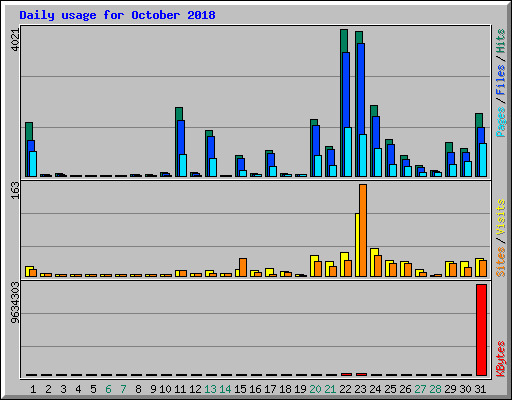 Daily usage for October 2018
4021
Pages / Files / Hits
163
Sites / Visits
9634303
KBytes
1 2 3 4 5 6 7 8 9 10 11 12 13 14 15 16 17 18 19 20 21 22 23 24 25 26 27 28 29 30 31